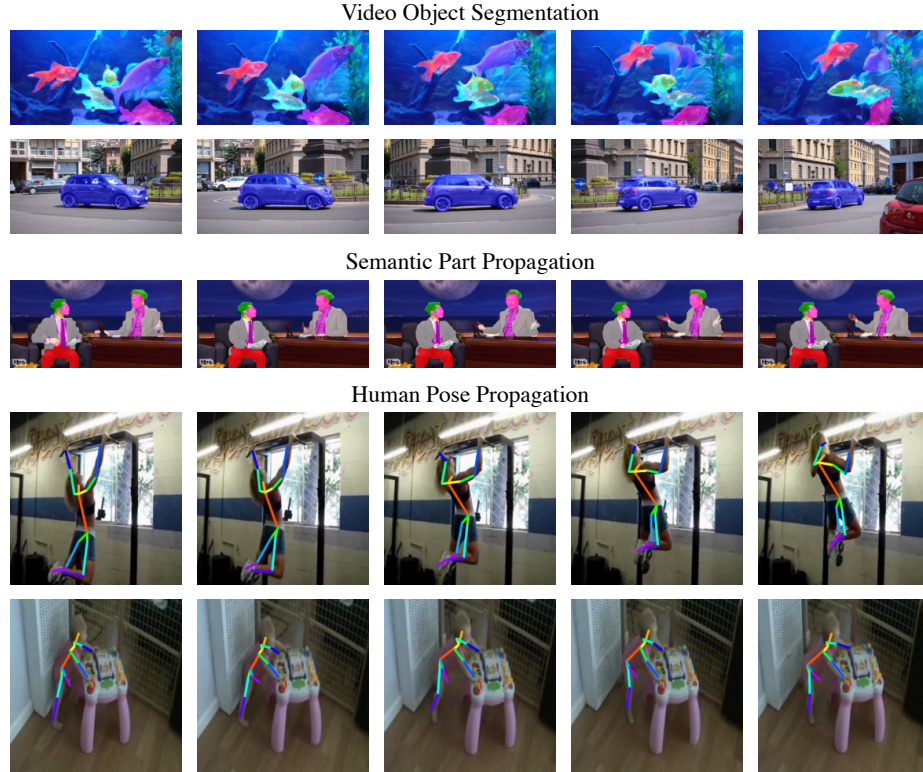 Video Object Segmentation
Semantic Part Propagation
Human Pose Propagation